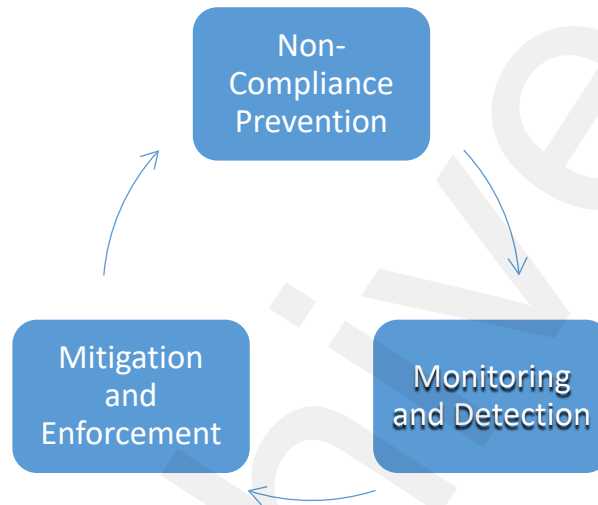 Non-
Compliance
Prevention
Mitigation
and
Enforcement
Monitoring
and Detection